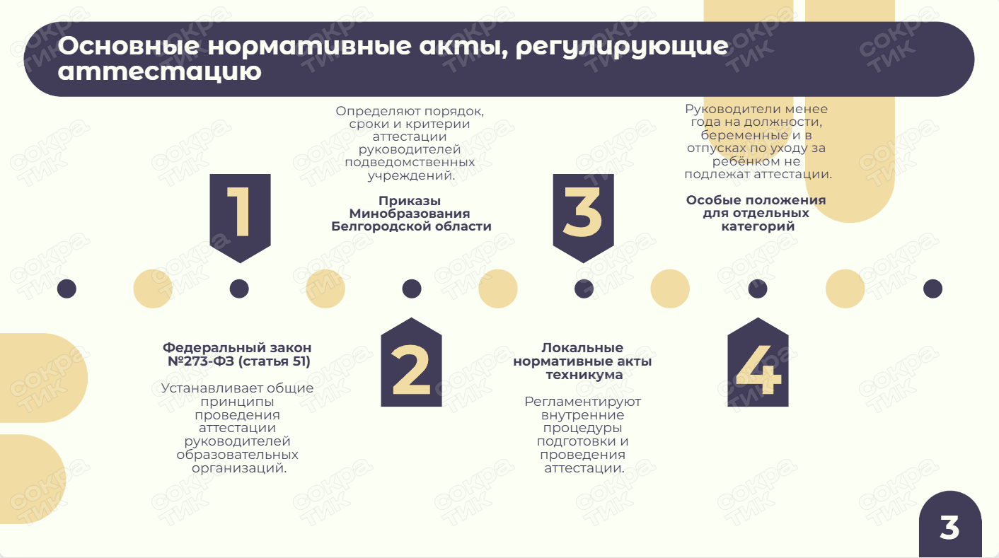 Основные нормативные акты, регулирующие
аттестацию
1
Федеральный закон
№273-ФЗ (статья 51)
Устанавливает общие
принципы
проведения
аттестации
руководителей
образовательных
организаций.
Определяют порядок,
сроки и критерии
аттестации
руководителей
подведомственных
учреждений.
Приказы
Минобразования
Белгородской области
2
3
Локальные
нормативные акты
техникума
Регламентируют
внутренние
процедуры
подготовки и
проведения
аттестации.
Руководители менее
года на должности,
беременные и в
отпусках по уходу за
ребёнком не
подлежат аттестации.
Особые положения
для отдельных
категорий
4
3
сократик